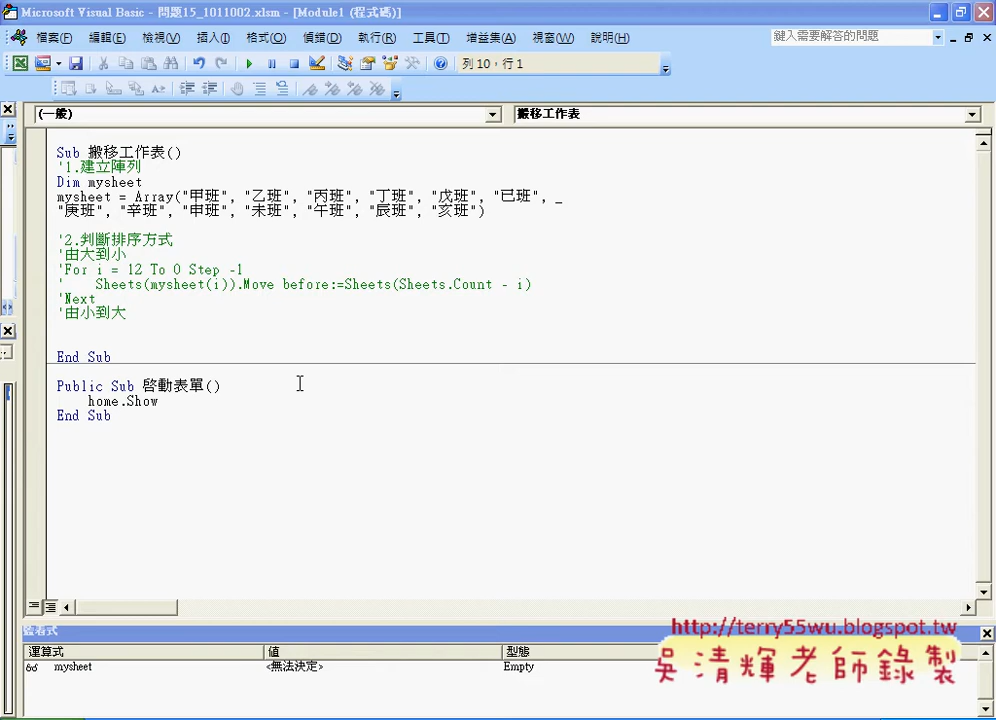 Microsoft Visual Basic - 問題15_1011002.xlsm - [Module1 (程式碼)]
檔案(F) 編輯(E) 檢視(V) 插入(I) 格式(O) 偵錯(D) 執行(R) 工具(T) 增益集(A) 視窗(W) 說明(H) 鍵入需要解答的問題
列 10，行 1
(一般) 搬移工作表
Sub 搬移工作表()
'1.建立陣列
Dim mysheet
mysheet = Array("甲班", "乙班", "丙班", "丁班", "戊班", "已班", _
"庚班", "辛班", "申班", "未班", "午班", "辰班", "亥班")
'2.判斷排序方式
'由大到小
'For i = 12 To 0 Step -1
'    Sheets(mysheet(i)).Move before:=Sheets(Sheets.Count - i)
'Next
'由小到大
End Sub
Public Sub 啓動表單()
    home.Show
End Sub
監看式
運算式 值 型態
mysheet <無法決定> Empty
http://terry55wu.blogspot.tw
吳清輝老師錄製